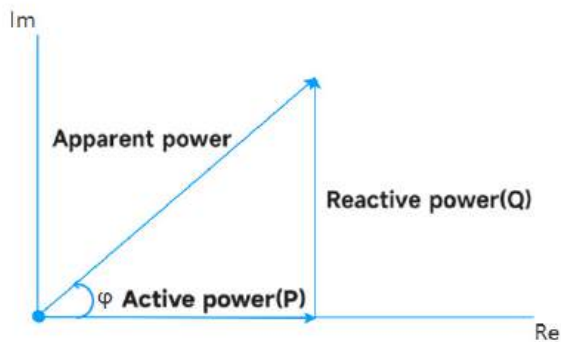 Im
Apparent power
Reactive power(Q)
φ Active power(P)
Re